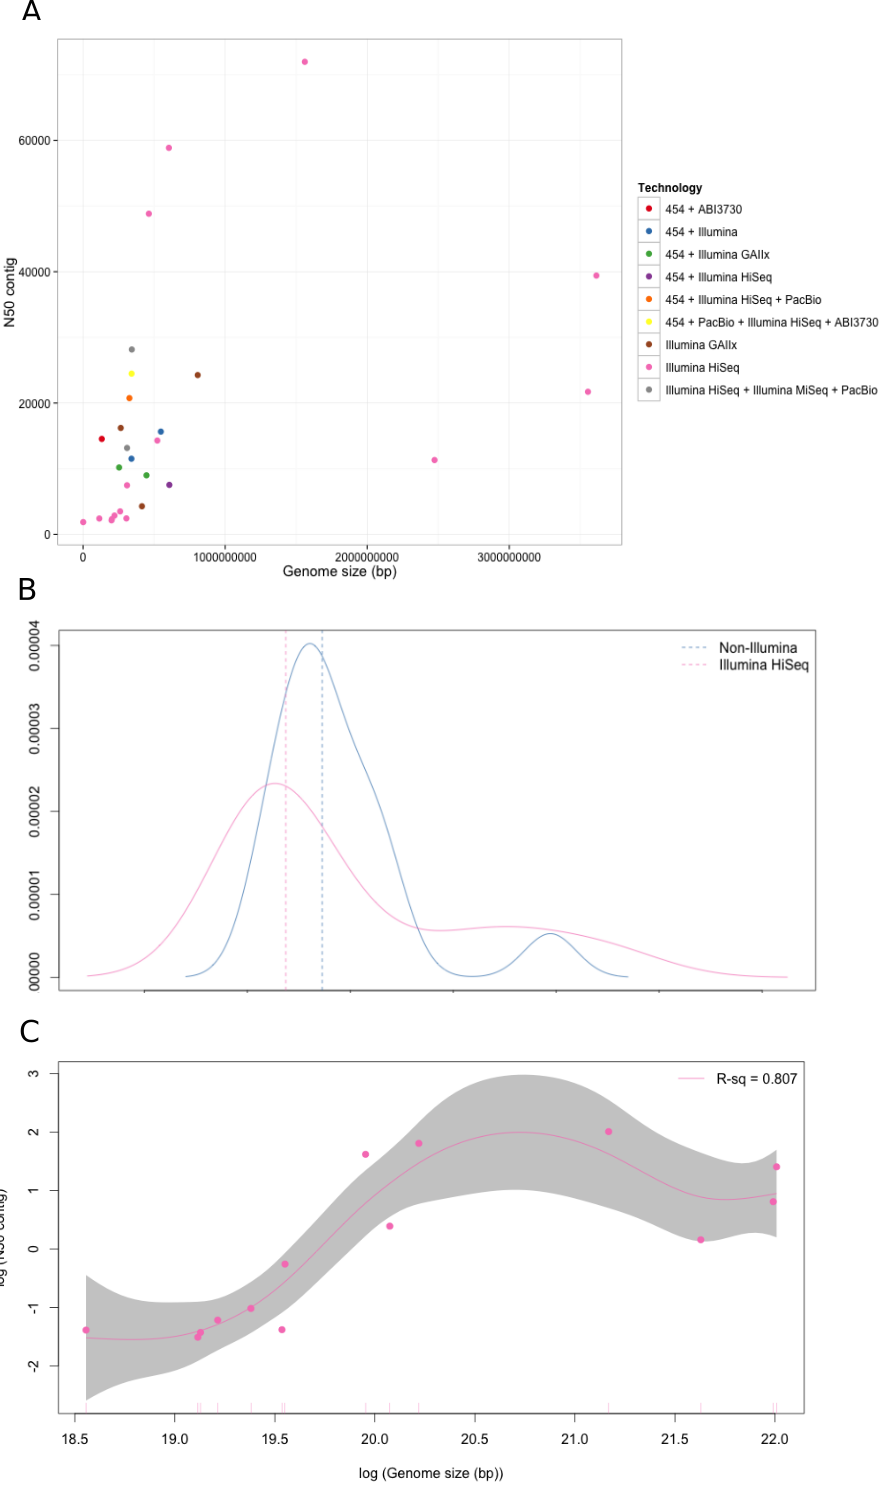 A
60000
40000
20000
0
N50 contig
0
1000000000
2000000000
3000000000
Genome size (bp)
Technology
454 + ABI3730
454 + Illumina
454 + Illumina GAIIx
454 + Illumina HiSeq
454 + Illumina HiSeq + PacBio
454 + PacBio + Illumina HiSeq + ABI3730
Illumina GAIIx
Illumina HiSeq
Illumina HiSeq + Illumina MiSeq + PacBio
B
0.00004
0.00003
0.00002
0.00001
00000
Non-Illumina
Illumina HiSeq
C
3
2
1
0
-1
-2
R-sq = 0.807
18.5
19.0
19.5
20.0
20.5
21.0
21.5
22.0
log (Genome size (bp))